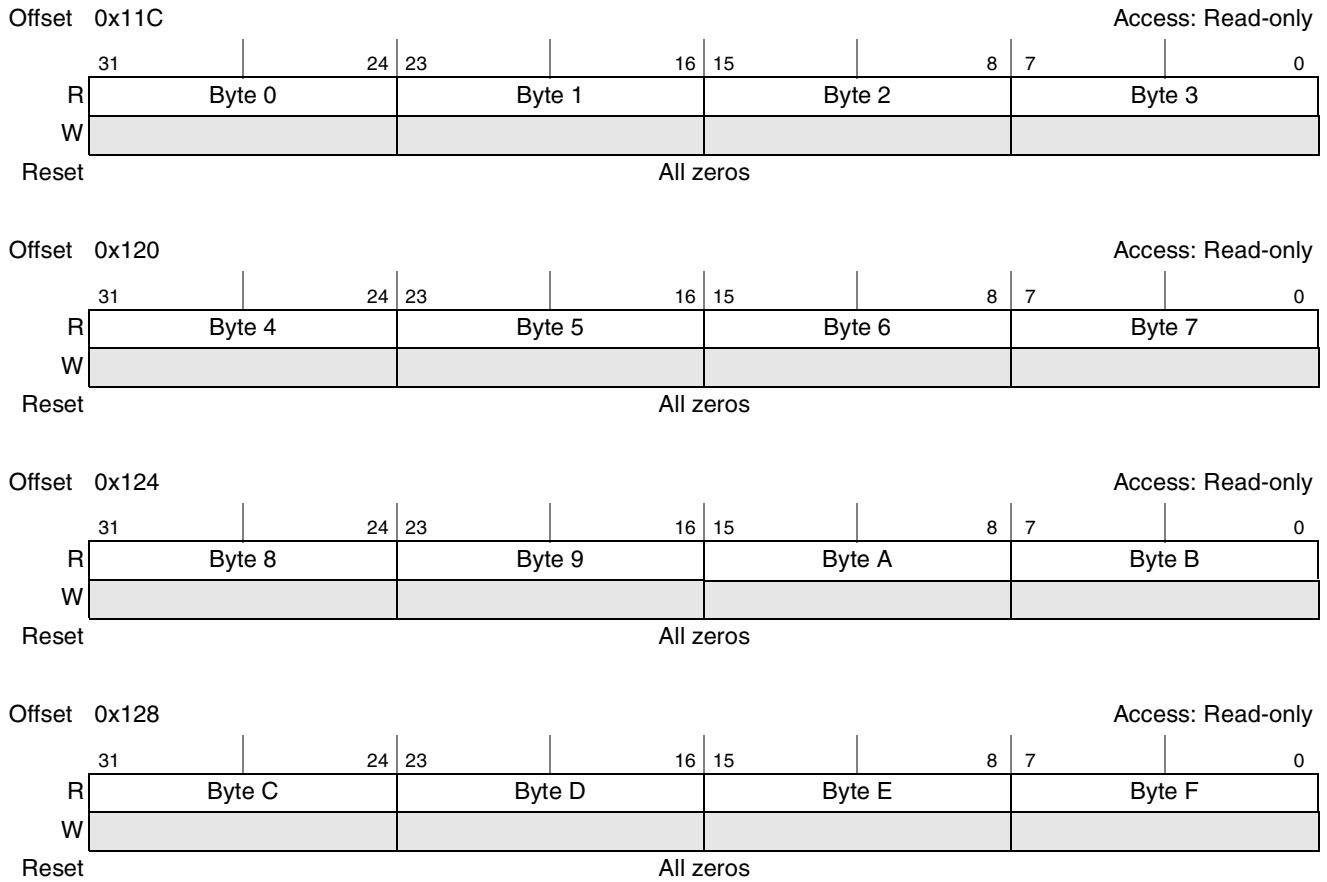 Offset 0x11C Access: Read-only
31 24 23 16 15 8 7 0
R Byte 0 Byte 1 Byte 2 Byte 3
W
Reset All zeros
Offset 0x120 Access: Read-only
31 24 23 16 15 8 7 0
R Byte 4 Byte 5 Byte 6 Byte 7
W
Reset All zeros
Offset 0x124 Access: Read-only
31 24 23 16 15 8 7 0
R Byte 8 Byte 9 Byte A Byte B
W
Reset All zeros
Offset 0x128 Access: Read-only
31 24 23 16 15 8 7 0
R Byte C Byte D Byte E Byte F
W
Reset All zeros